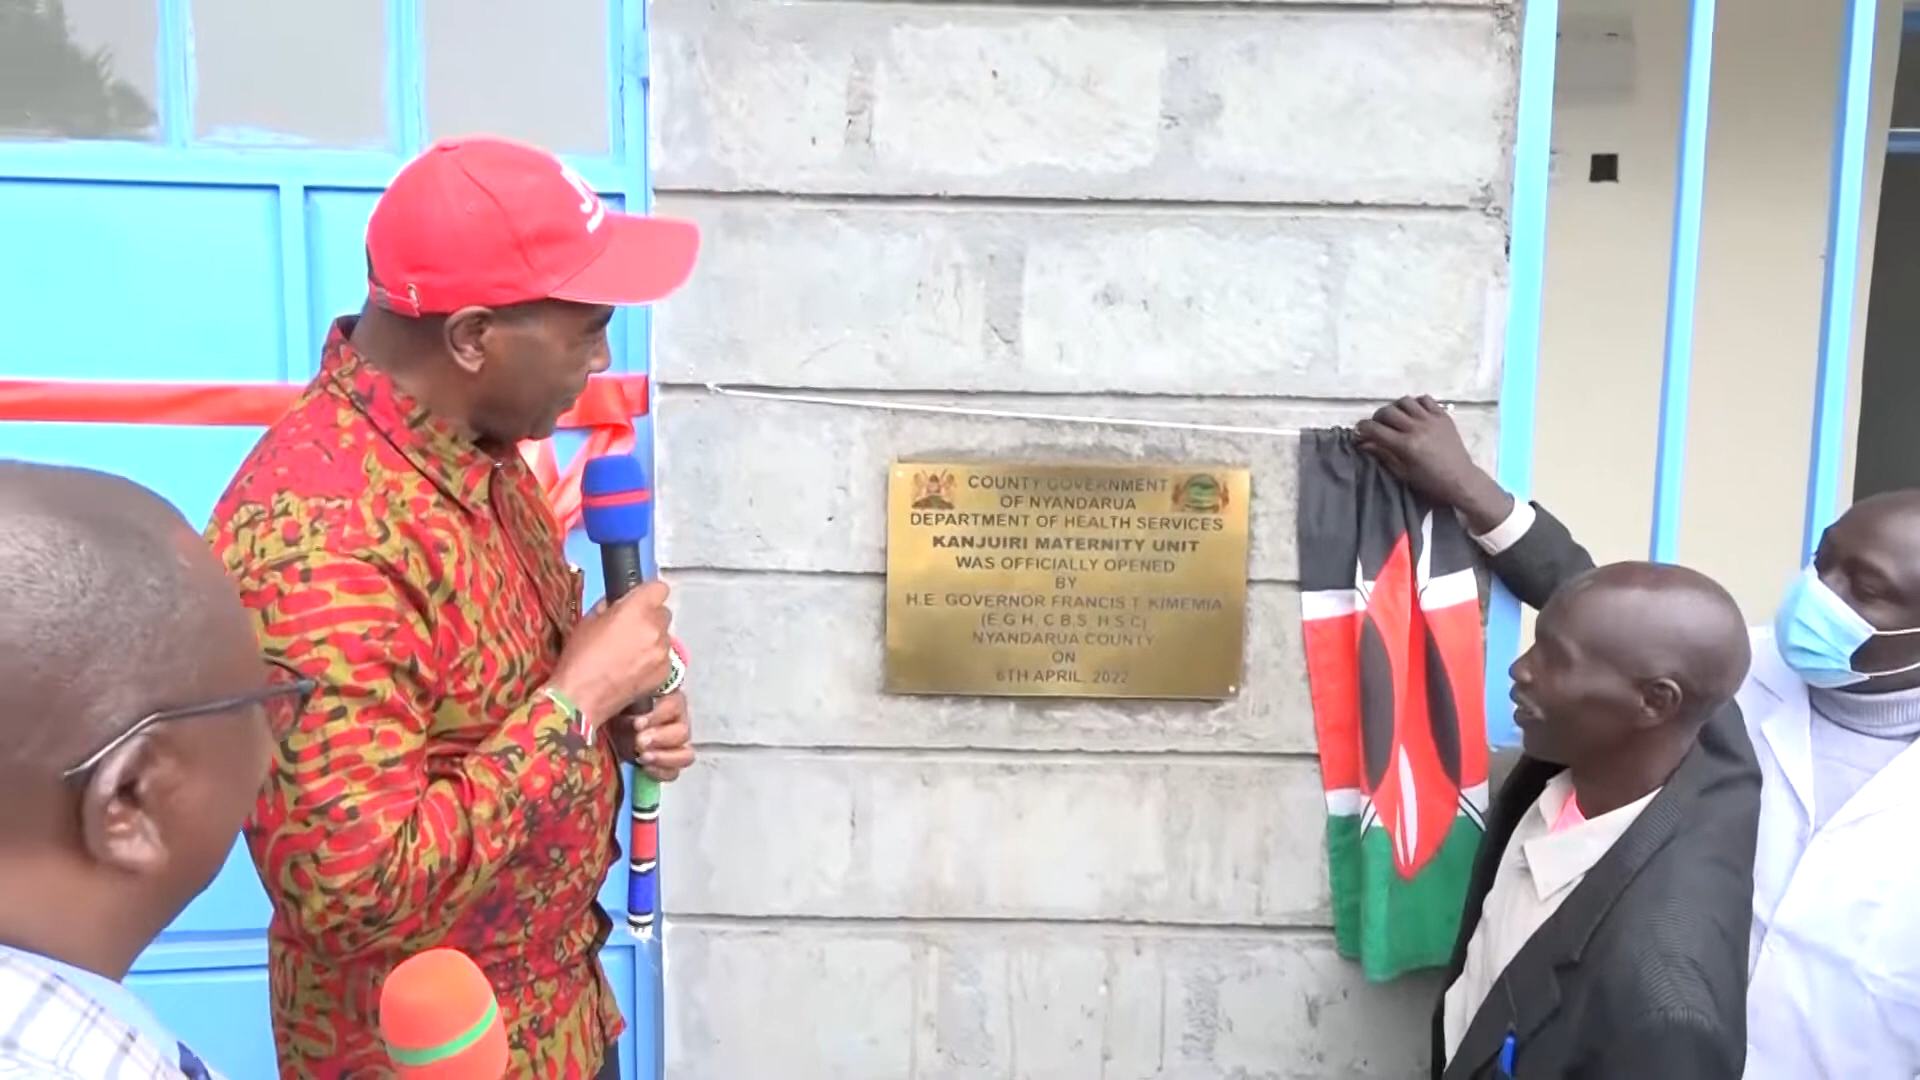 COUNTY GOVERNMENT
OF NYANDARUA
DEPARTMENT OF HEALTH SERVICES
KANJUIRI MATERNITY UNIT
WAS OFFICIALLY OPENED
BY
H.E. GOVERNOR FRANCIS T. KIMEMIA
(E.G.H, C.B.S, H.S.C)
NYANDARUA COUNTY
ON
6TH APRIL, 2022